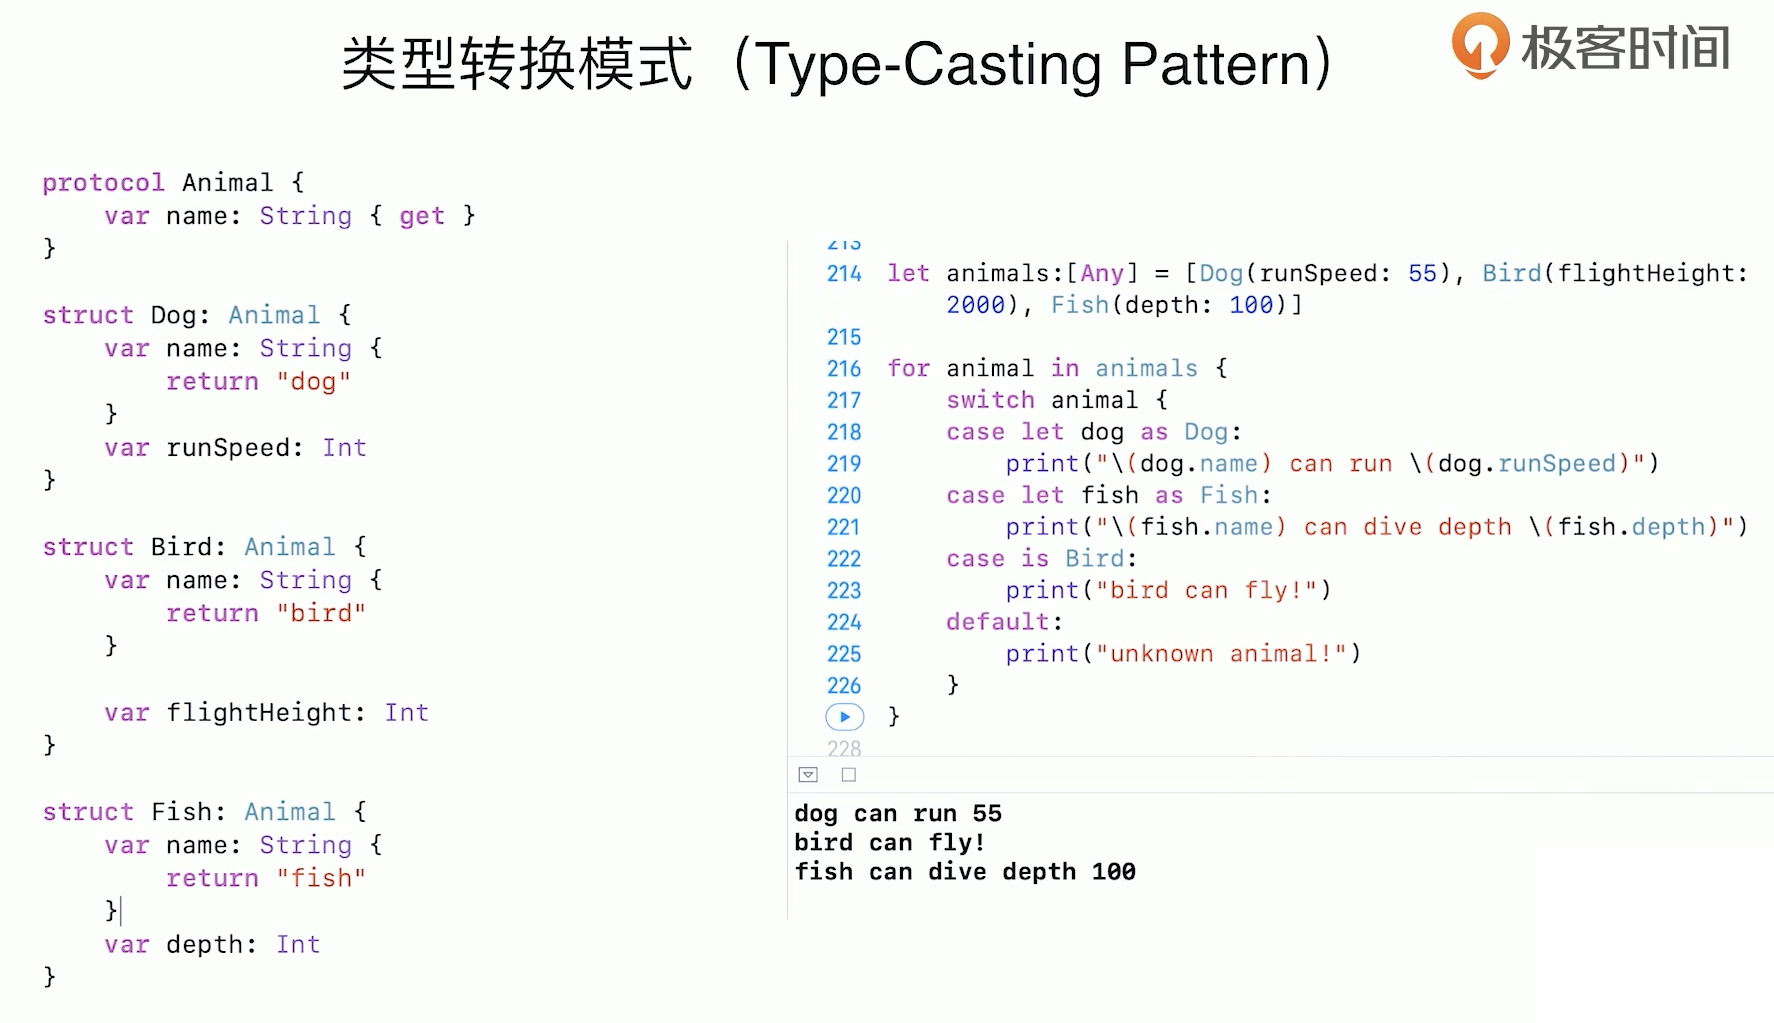 类型转换模式（Type-Casting Pattern）
极客时间
protocol Animal {
    var name: String { get }
}

struct Dog: Animal {
    var name: String {
        return "dog"
    }
    var runSpeed: Int
}

struct Bird: Animal {
    var name: String {
        return "bird"
    }

    var flightHeight: Int
}

struct Fish: Animal {
    var name: String {
        return "fish"
    }
    var depth: Int
}
213
214 let animals:[Any] = [Dog(runSpeed: 55), Bird(flightHeight:
2000), Fish(depth: 100)]
215
216 for animal in animals {
217     switch animal {
218     case let dog as Dog:
219         print("\(dog.name) can run \(dog.runSpeed)")
220     case let fish as Fish:
221         print("\(fish.name) can dive depth \(fish.depth)")
222     case is Bird:
223         print("bird can fly!")
224     default:
225         print("unknown animal!")
226     }
}
228
dog can run 55
bird can fly!
fish can dive depth 100